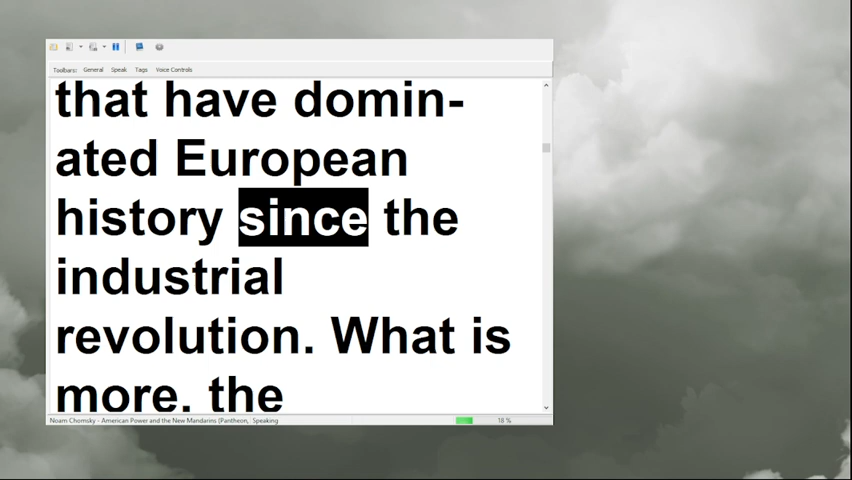 Toolbars: General Speak Tags Voice Controls
that have domin-
ated European
history since the
industrial
revolution. What is
more, the
Noam Chomsky - American Power and the New Mandarins (Pantheon, Speaking 18 %